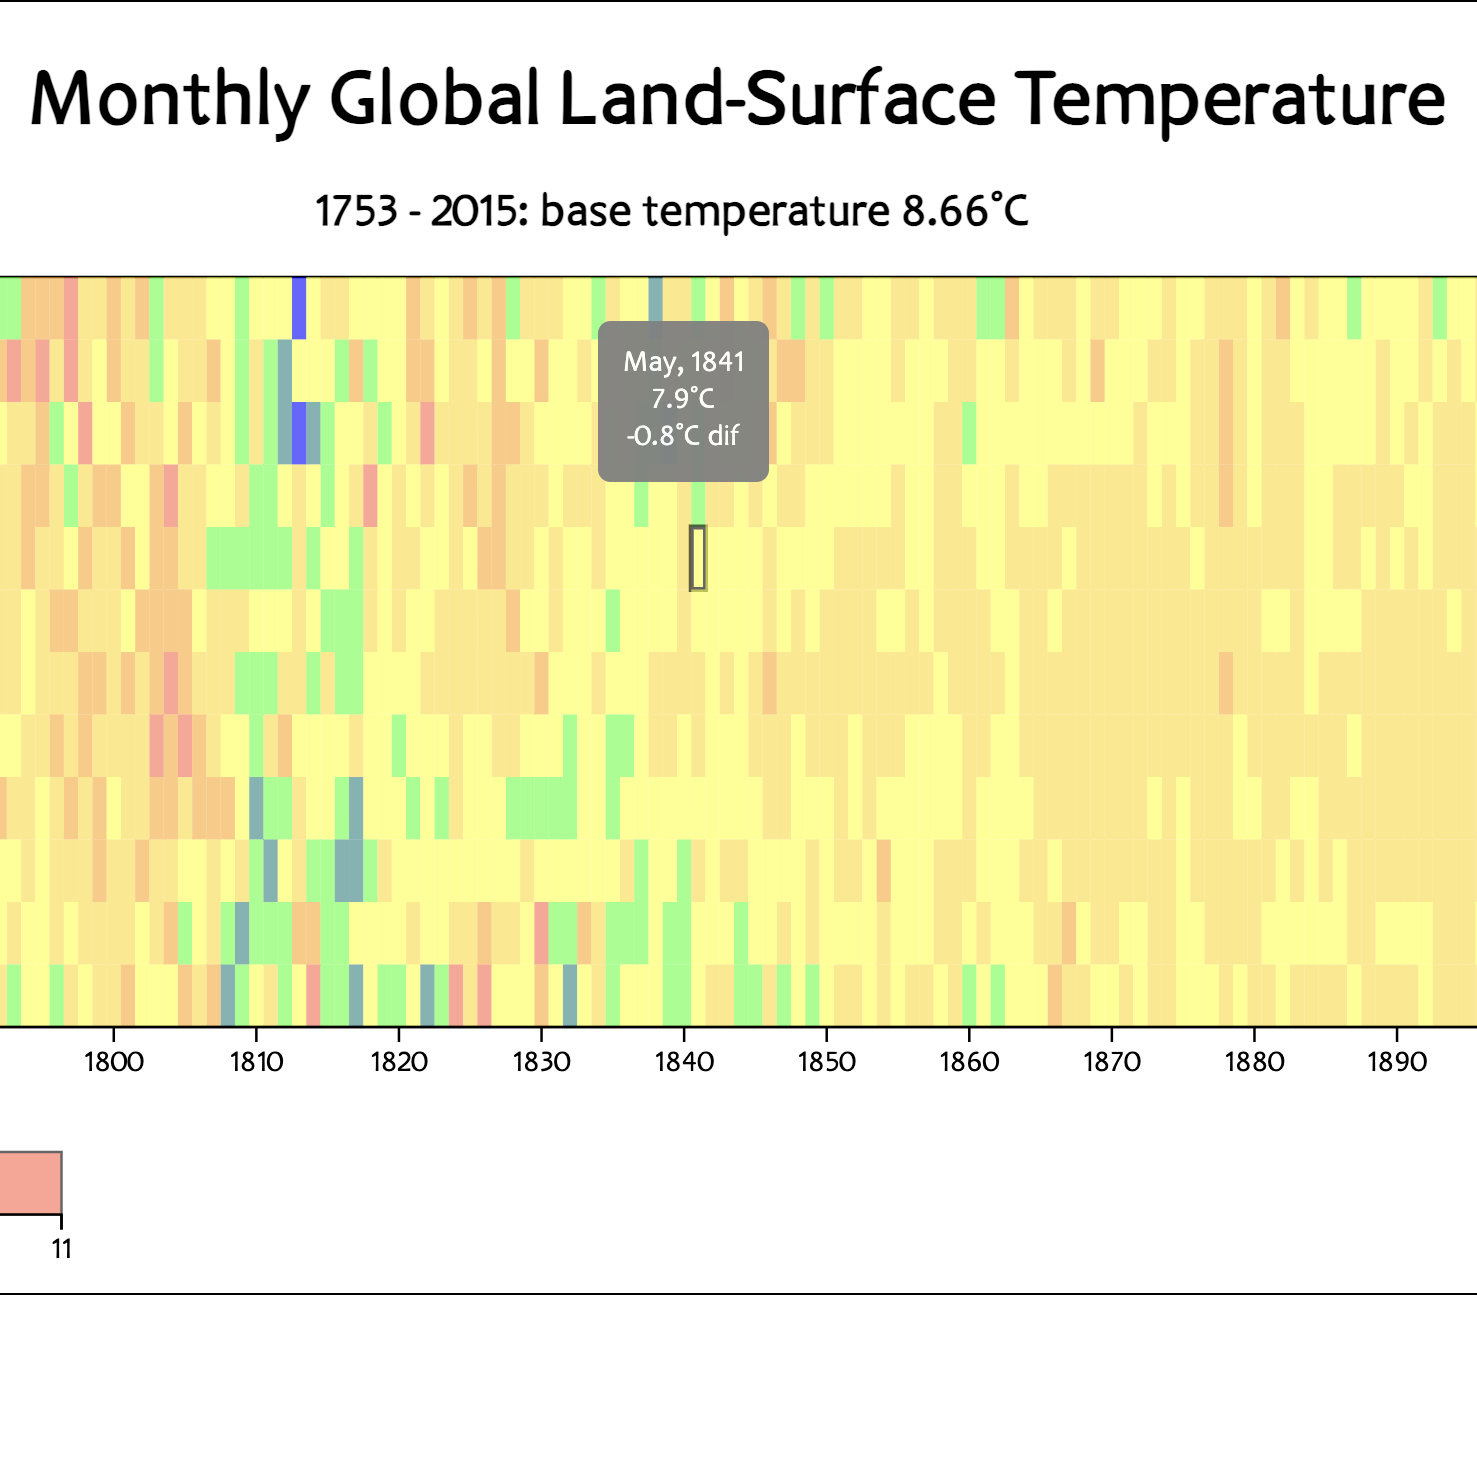 Monthly Global Land-Surface Temperature
1753 - 2015: base temperature 8.66°C
May, 1841
7.9°C
-0.8°C dif
1800 1810 1820 1830 1840 1850 1860 1870 1880 1890
11